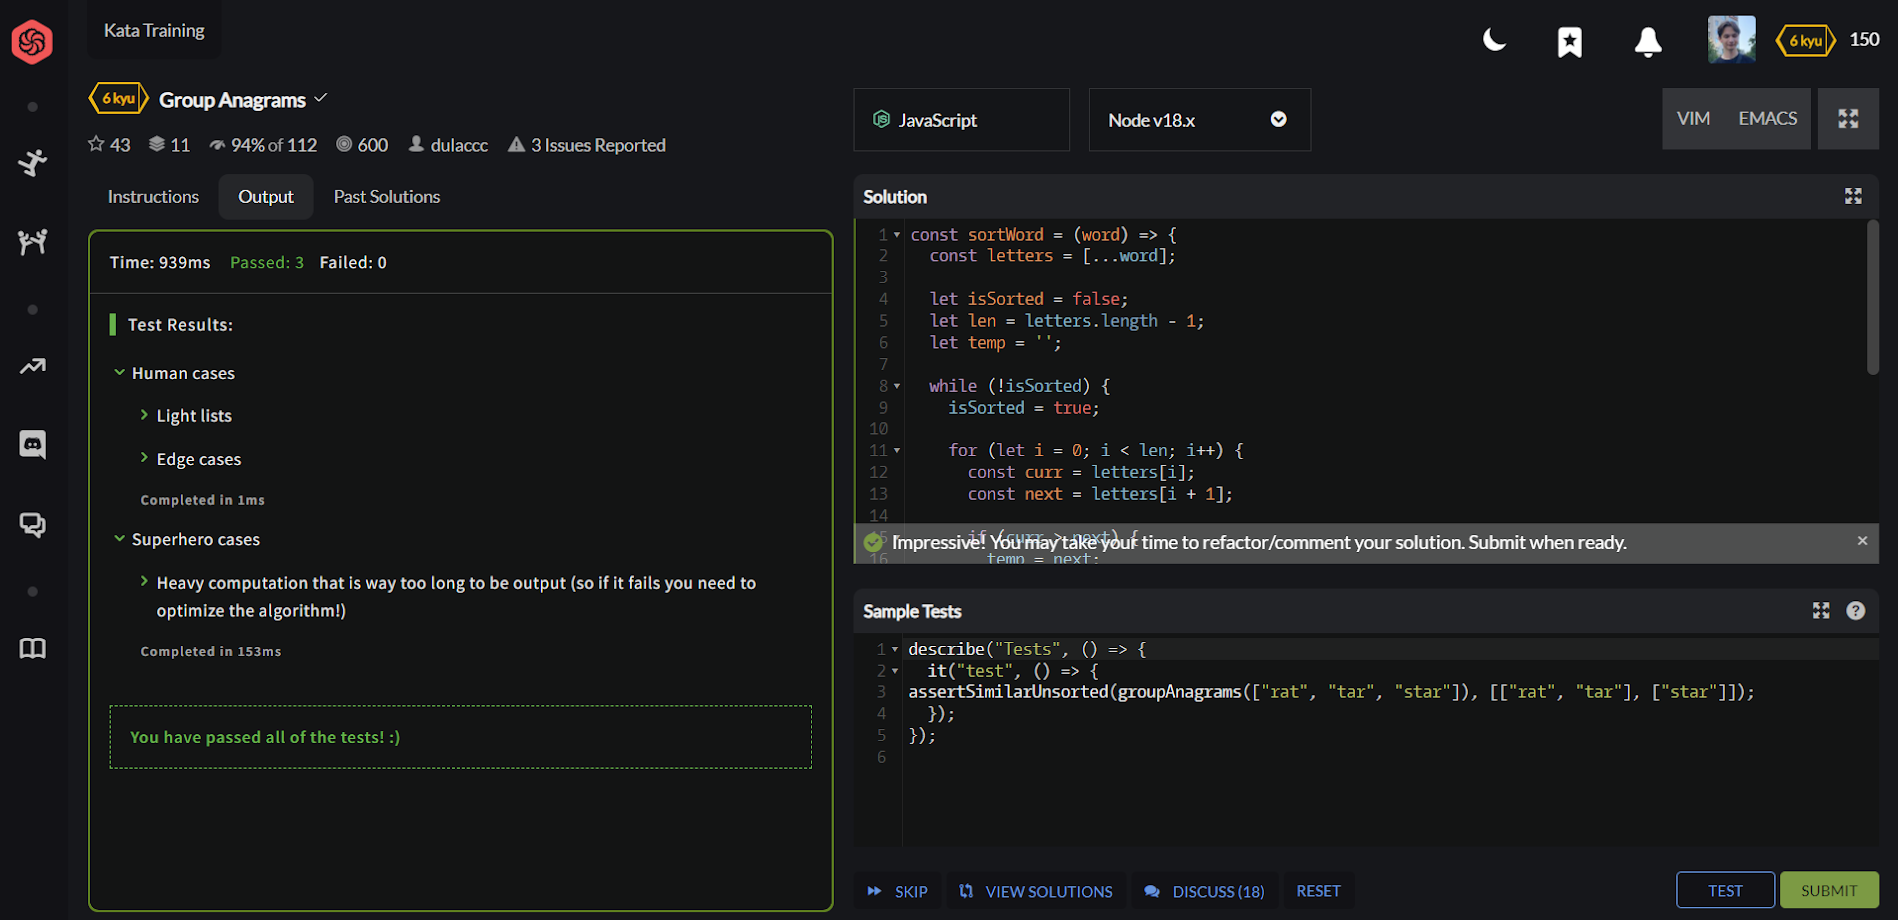 Kata Training
6 kyu
150
6 kyu Group Anagrams
43 11 94% of 112 600 dulaccc 3 Issues Reported
Instructions Output Past Solutions
Time: 939ms Passed: 3 Failed: 0
Test Results:
Human cases
Light lists
Edge cases
Completed in 1ms
Superhero cases
Heavy computation that is way too long to be output (so if it fails you need to
optimize the algorithm!)
Completed in 153ms
You have passed all of the tests! :)
JavaScript
Node v18.x
VIM EMACS
Solution
1 const sortWord = (word) => {
2 const letters = [...word];
3
4 let isSorted = false;
5 let len = letters.length - 1;
6 let temp = '';
7
8 while (!isSorted) {
9 isSorted = true;
10
11 for (let i = 0; i < len; i++) {
12 const curr = letters[i];
13 const next = letters[i + 1];
14
15 if (curr > next) {
Impressive! You may take your time to refactor/comment your solution. Submit when ready.
16 temp = next;
Sample Tests
1 describe("Tests", () => {
2 it("test", () => {
3 assertSimilarUnsorted(groupAnagrams(["rat", "tar", "star"]), [["rat", "tar"], ["star"]]);
4 });
5 });
6
SKIP VIEW SOLUTIONS DISCUSS (18) RESET
TEST SUBMIT